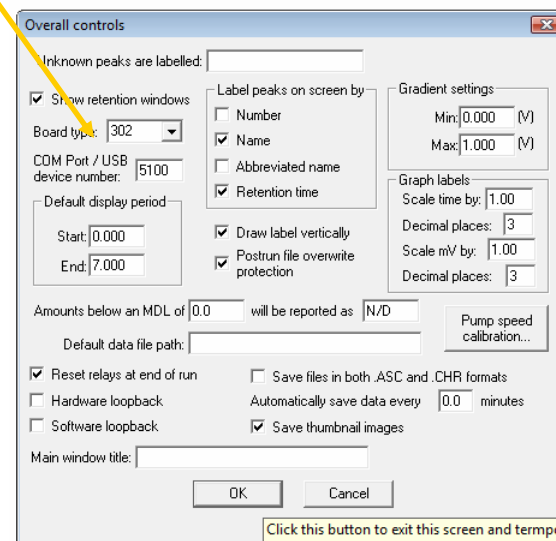 Overall controls
Unknown peaks are labelled:
Show retention windows
Board type: 302
COM Port / USB
device number: 5100
Default display period
Start: 0.000
End: 7.000
Label peaks on screen by
Number
Name
Abbreviated name
Retention time
Draw label vertically
Postrun file overwrite
protection
Gradient settings
Min: 0.000 (V)
Max: 1.000 (V)
Graph labels
Scale time by: 1.00
Decimal places: 3
Scale mV by: 1.00
Decimal places: 3
Amounts below an MDL of 0.0 will be reported as N/D
Pump speed
calibration...
Default data file path:
Reset relays at end of run
Save files in both .ASC and .CHR formats
Hardware loopback
Automatically save data every 0.0 minutes
Software loopback
Save thumbnail images
Main window title:
OK Cancel
Click this button to exit this screen and termpo